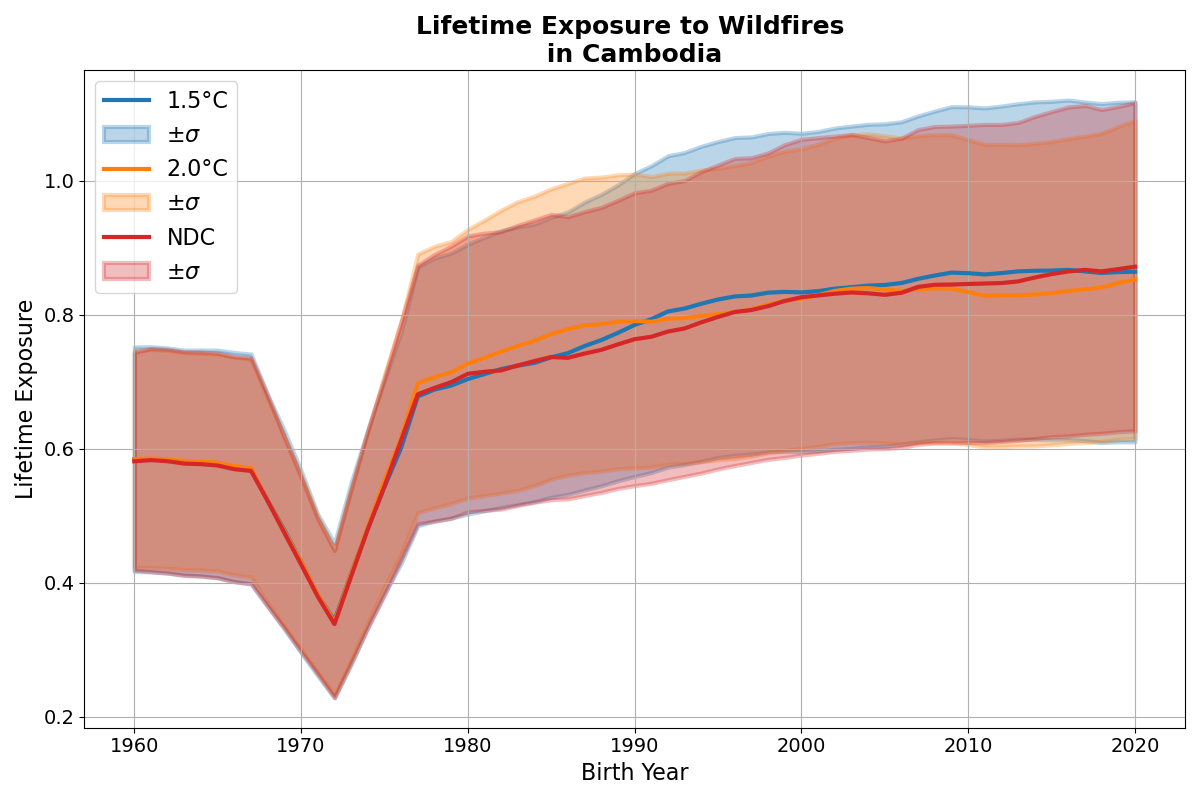 Lifetime Exposure to Wildfires
in Cambodia
1.5°C
±σ
2.0°C
±σ
NDC
±σ
Lifetime Exposure
1.0
0.8
0.6
0.4
0.2
1960 1970 1980 1990 2000 2010 2020
Birth Year